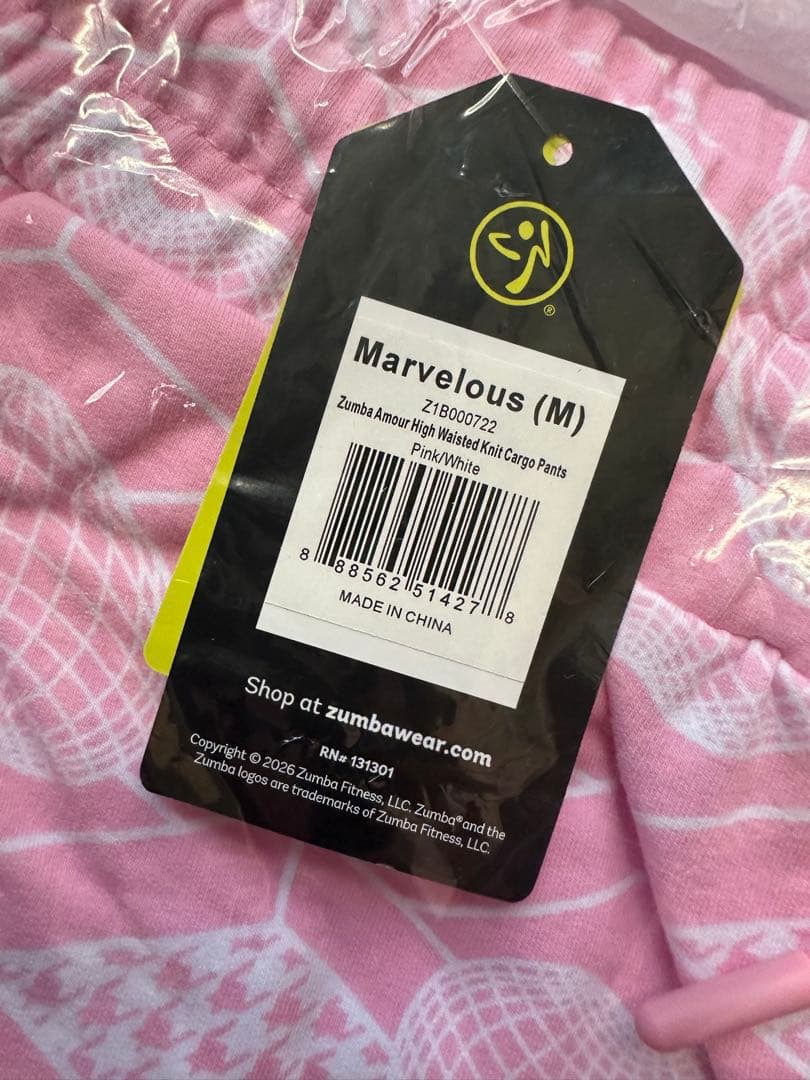 ®
Marvelous (M)
Z1B000722
Zumba Amour High Waisted Knit Cargo Pants
Pink/White
8 88562 51427 8
MADE IN CHINA
Shop at zumbawear.com
RN# 131301
Copyright © 2026 Zumba Fitness, LLC. Zumba® and the
Zumba logos are trademarks of Zumba Fitness, LLC.